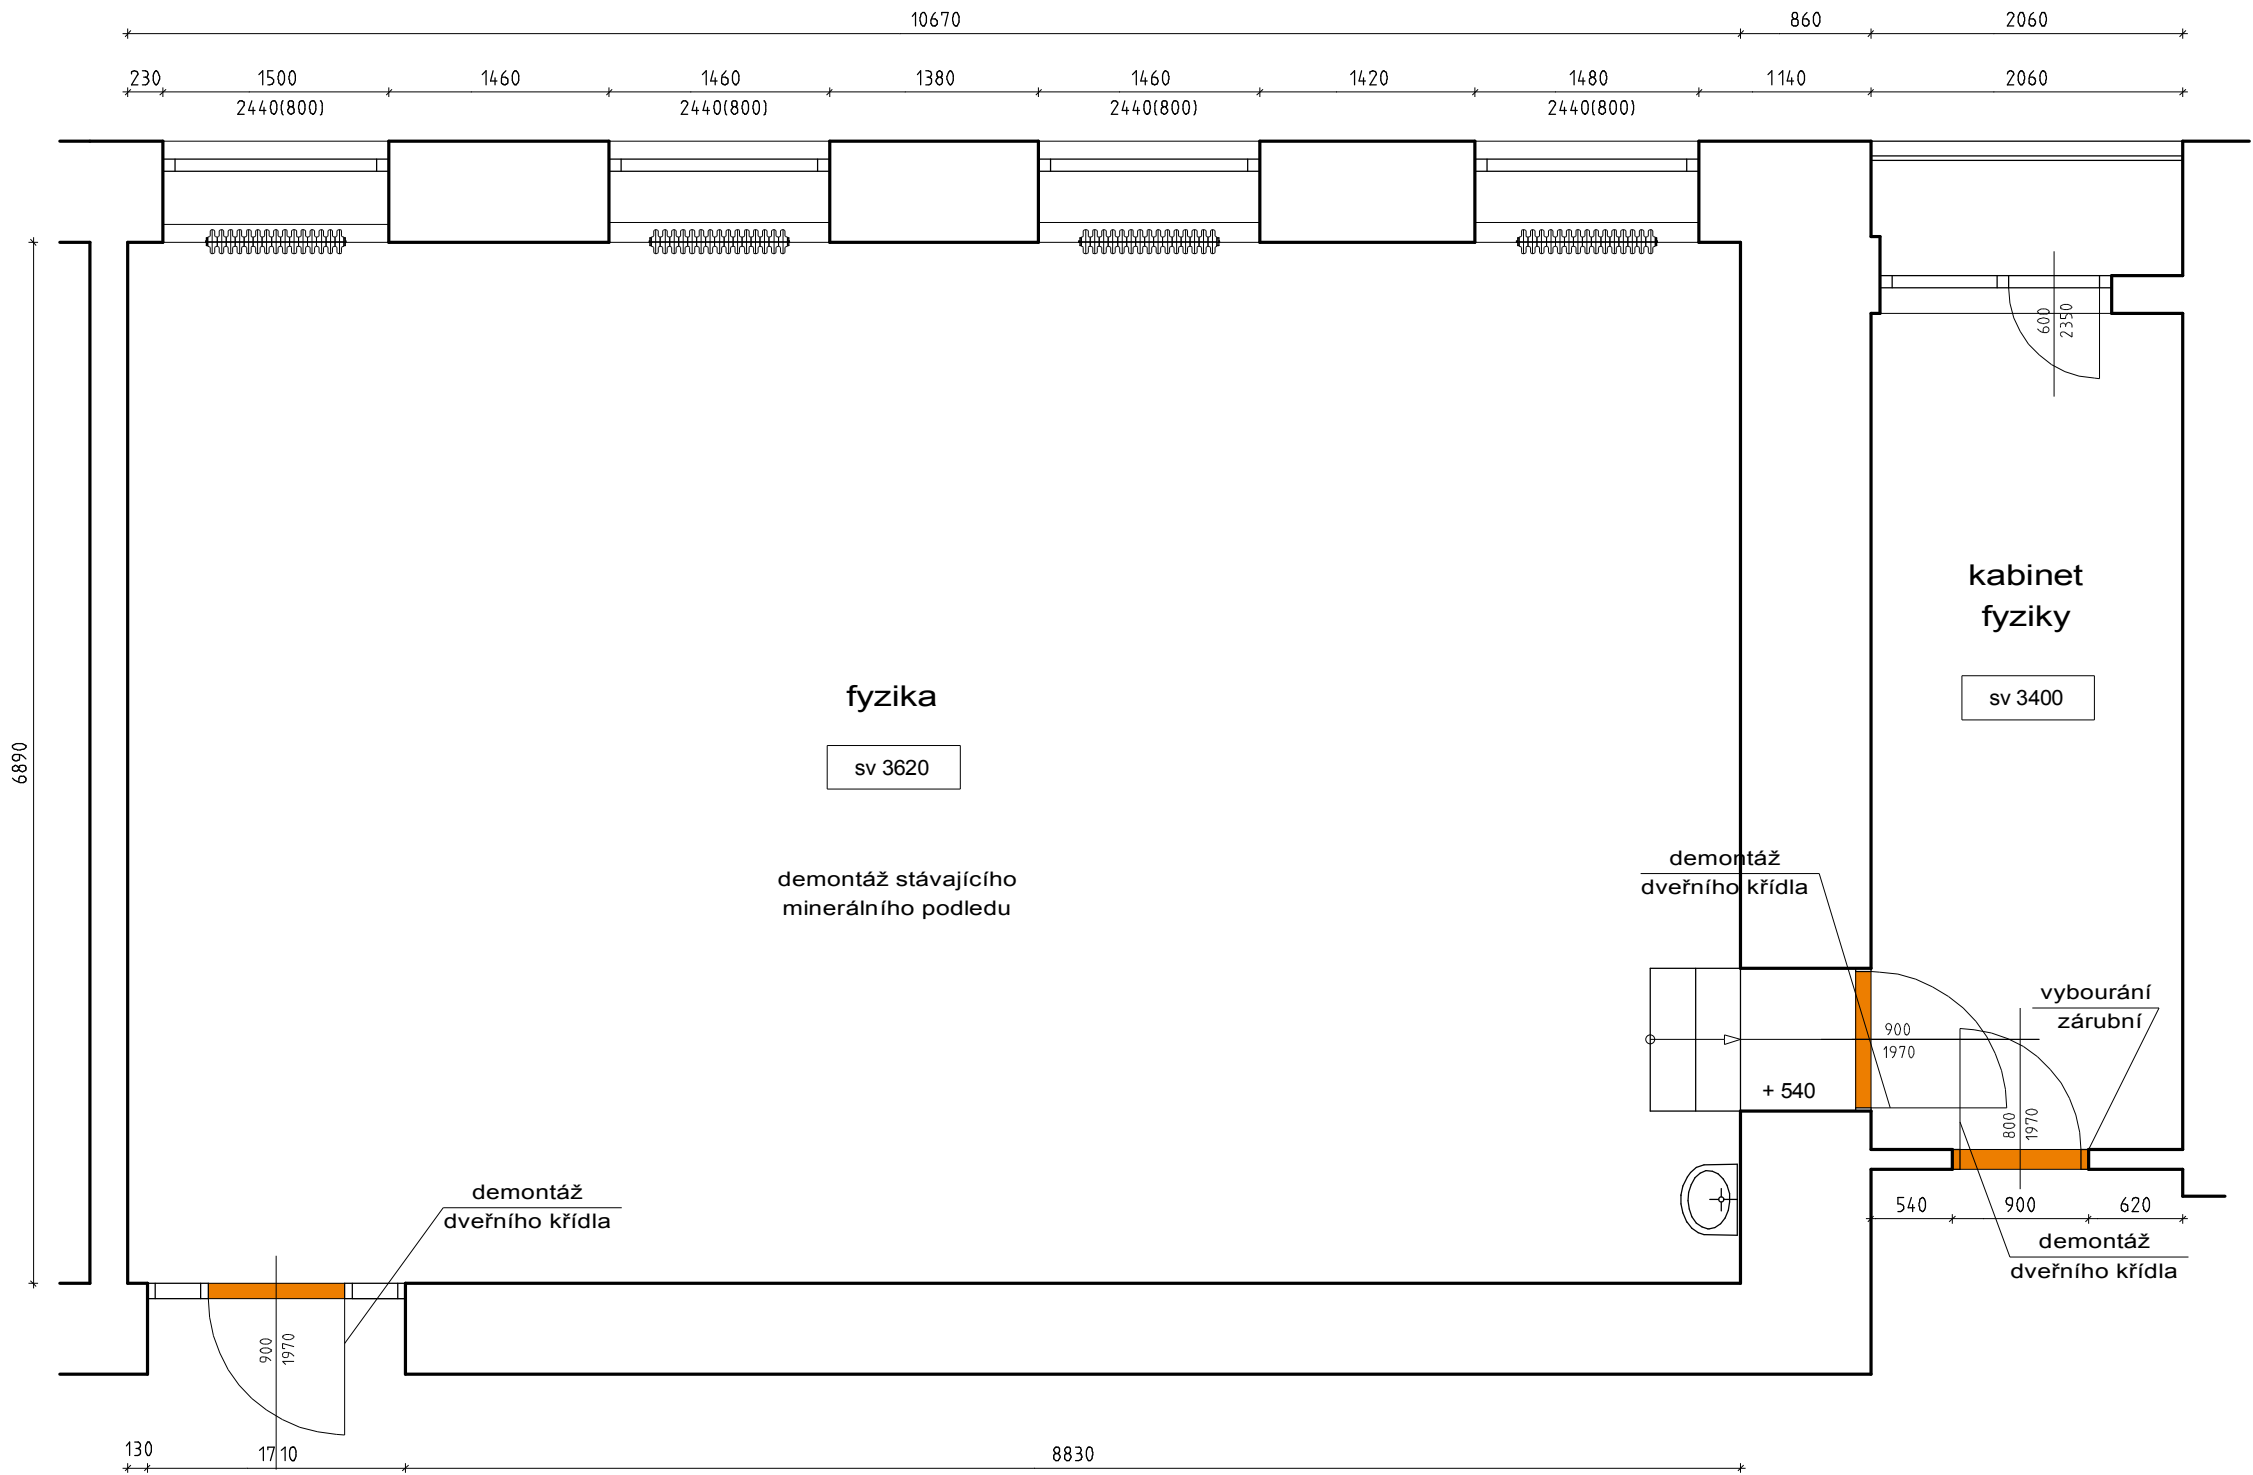 10670 860 2060
230 1500 1460 1460 1380 1460 1420 1480 1140 2060
2440(800) 2440(800) 2440(800) 2440(800)
600
2350
kabinet
fyziky
sv 3400
fyzika
sv 3620
6890
demontáž stávajícího
minerálního podledu
demontáž
dveřního křídla
vybourání
zárubní
900
1970
+ 540
800
1970
demontáž
dveřního křídla
540 900 620
demontáž
dveřního křídla
900
1970
130 1710 8830